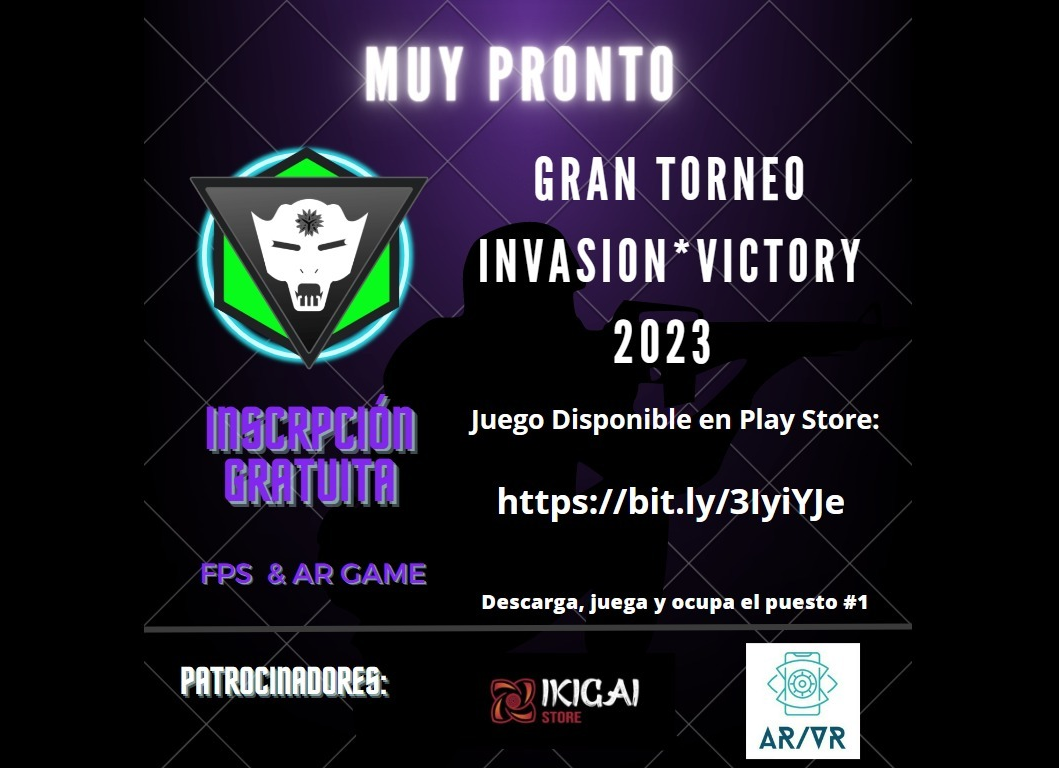 MUY PRONTO
GRAN TORNEO
INVASION*VICTORY
2023
INSCRPCIÓN
GRATUITA
FPS & AR GAME
Juego Disponible en Play Store:
https://bit.ly/3IyiYJe
Descarga, juega y ocupa el puesto #1
PATROCINADORES:
IKIGAI
STORE
AR/VR